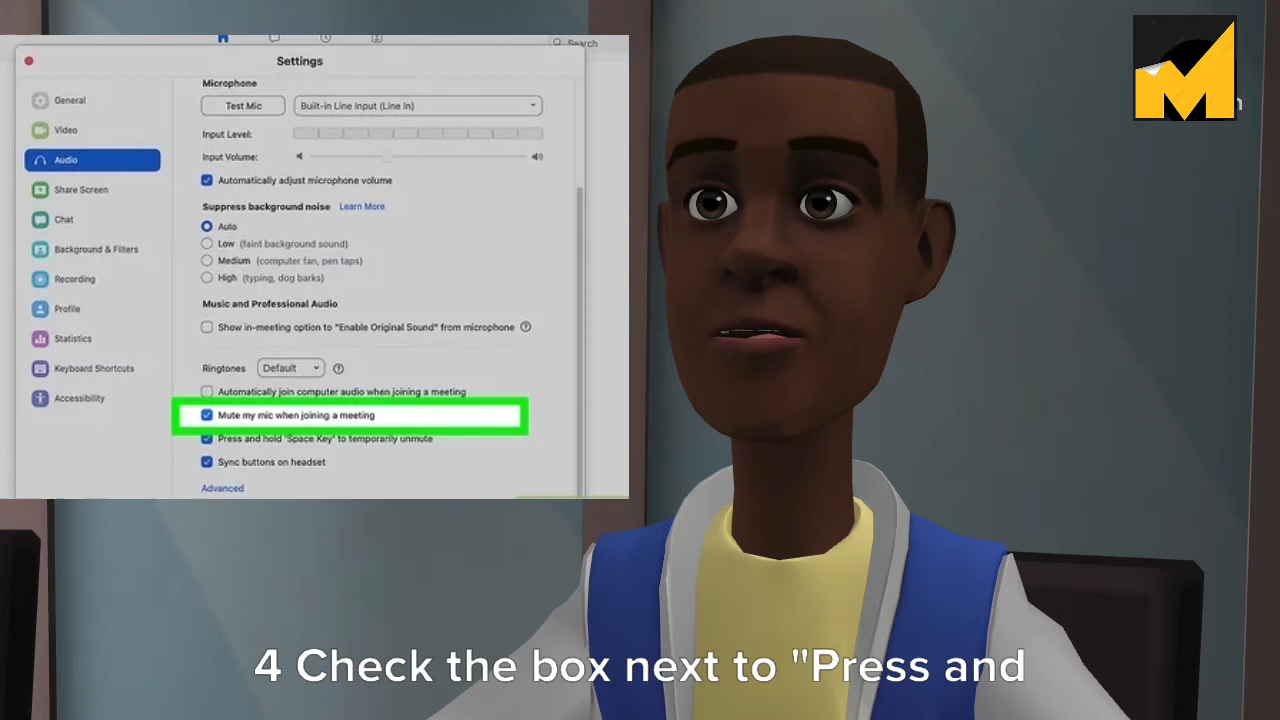 Search
Settings
General
Video
Audio
Share Screen
Chat
Background & Filters
Recording
Profile
Statistics
Keyboard Shortcuts
Accessibility
Microphone
Test Mic
Built-in Line Input (Line In)
Input Level:
Input Volume:
Automatically adjust microphone volume
Suppress background noise Learn More
Auto
Low (faint background sound)
Medium (computer fan, pen taps)
High (typing, dog barks)
Music and Professional Audio
Show in-meeting option to "Enable Original Sound" from microphone ?
Ringtones Default ?
Automatically join computer audio when joining a meeting
Mute my mic when joining a meeting
Press and hold 'Space Key' to temporarily unmute
Sync buttons on headset
Advanced
M
4 Check the box next to "Press and